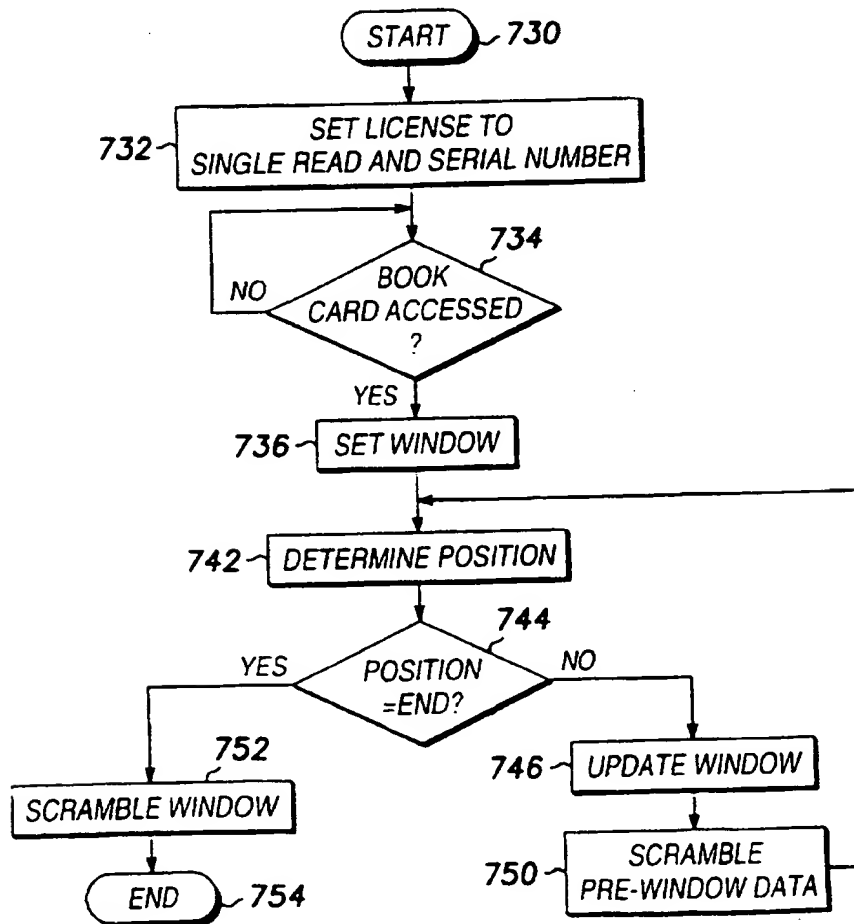 START
730
732
SET LICENSE TO
SINGLE READ AND SERIAL NUMBER
734
BOOK
CARD ACCESSED
?
NO
YES
736
SET WINDOW
742
DETERMINE POSITION
744
YES
POSITION
=END?
NO
752
SCRAMBLE WINDOW
746
UPDATE WINDOW
750
SCRAMBLE
PRE-WINDOW DATA
END
754